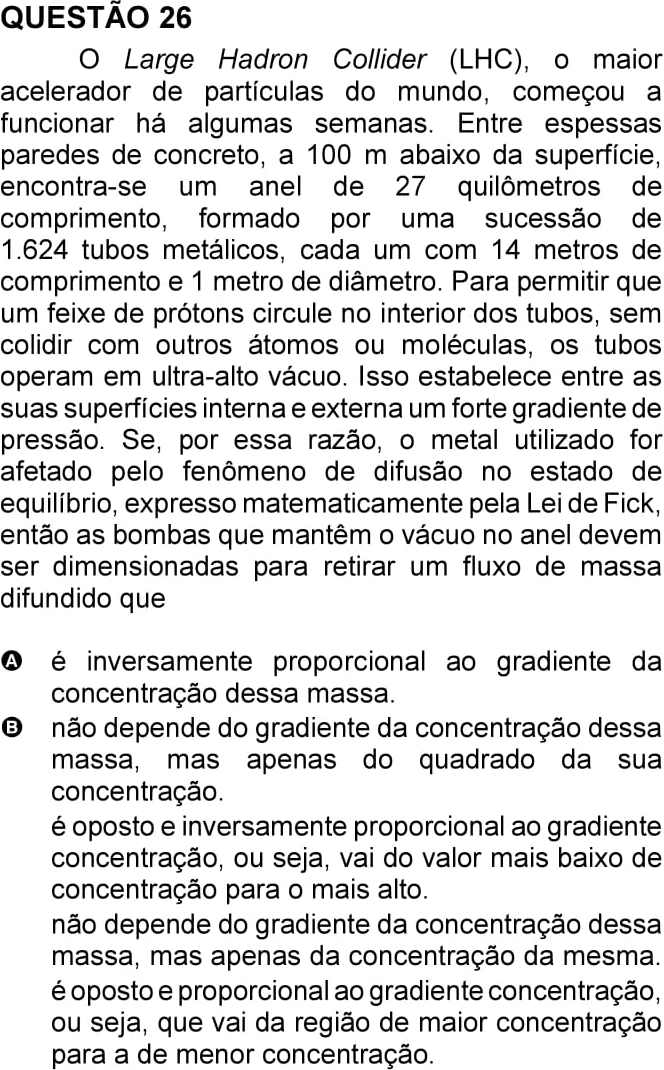 QUESTÃO 26
O Large Hadron Collider (LHC), o maior
acelerador de partículas do mundo, começou a
funcionar há algumas semanas. Entre espessas
paredes de concreto, a 100 m abaixo da superfície,
encontra-se um anel de 27 quilômetros de
comprimento, formado por uma sucessão de
1.624 tubos metálicos, cada um com 14 metros de
comprimento e 1 metro de diâmetro. Para permitir que
um feixe de prótons circule no interior dos tubos, sem
colidir com outros átomos ou moléculas, os tubos
operam em ultra-alto vácuo. Isso estabelece entre as
suas superfícies interna e externa um forte gradiente de
pressão. Se, por essa razão, o metal utilizado for
afetado pelo fenômeno de difusão no estado de
equilíbrio, expresso matematicamente pela Lei de Fick,
então as bombas que mantêm o vácuo no anel devem
ser dimensionadas para retirar um fluxo de massa
difundido que
A é inversamente proporcional ao gradiente da
concentração dessa massa.
B não depende do gradiente da concentração dessa
massa, mas apenas do quadrado da sua
concentração.
é oposto e inversamente proporcional ao gradiente
concentração, ou seja, vai do valor mais baixo de
concentração para o mais alto.
não depende do gradiente da concentração dessa
massa, mas apenas da concentração da mesma.
é oposto e proporcional ao gradiente concentração,
ou seja, que vai da região de maior concentração
para a de menor concentração.